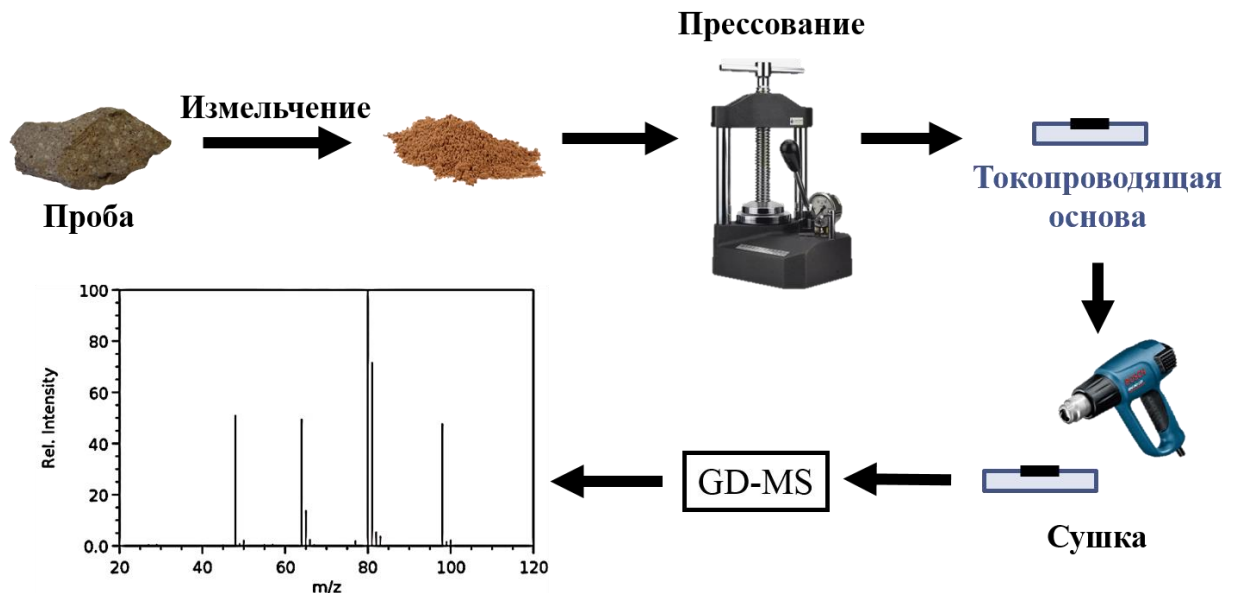 Прессование
Измельчение
Проба
Токопроводящая
основа
Сушка
GD-MS
Rel. Intensity
100
80
60
40
20
0.0
20
40
60
80
100
120
m/z
BOSCH